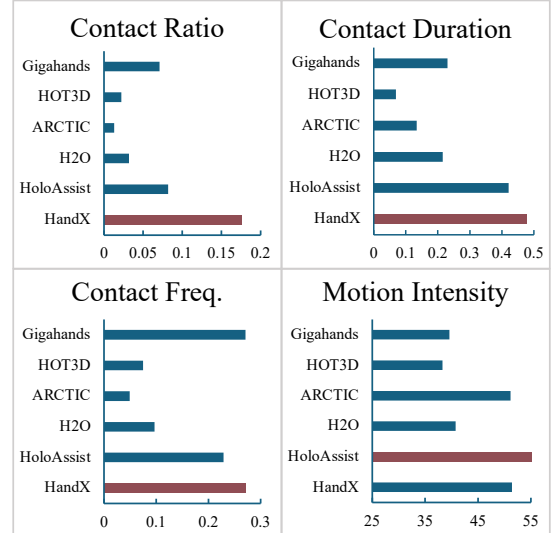 Contact Ratio
Gigahands
HOT3D
ARCTIC
H2O
HoloAssist
HandX
0 0.05 0.1 0.15 0.2
Contact Duration
Gigahands
HOT3D
ARCTIC
H2O
HoloAssist
HandX
0 0.1 0.2 0.3 0.4 0.5
Contact Freq.
Gigahands
HOT3D
ARCTIC
H2O
HoloAssist
HandX
0 0.1 0.2 0.3
Motion Intensity
Gigahands
HOT3D
ARCTIC
H2O
HoloAssist
HandX
25 35 45 55